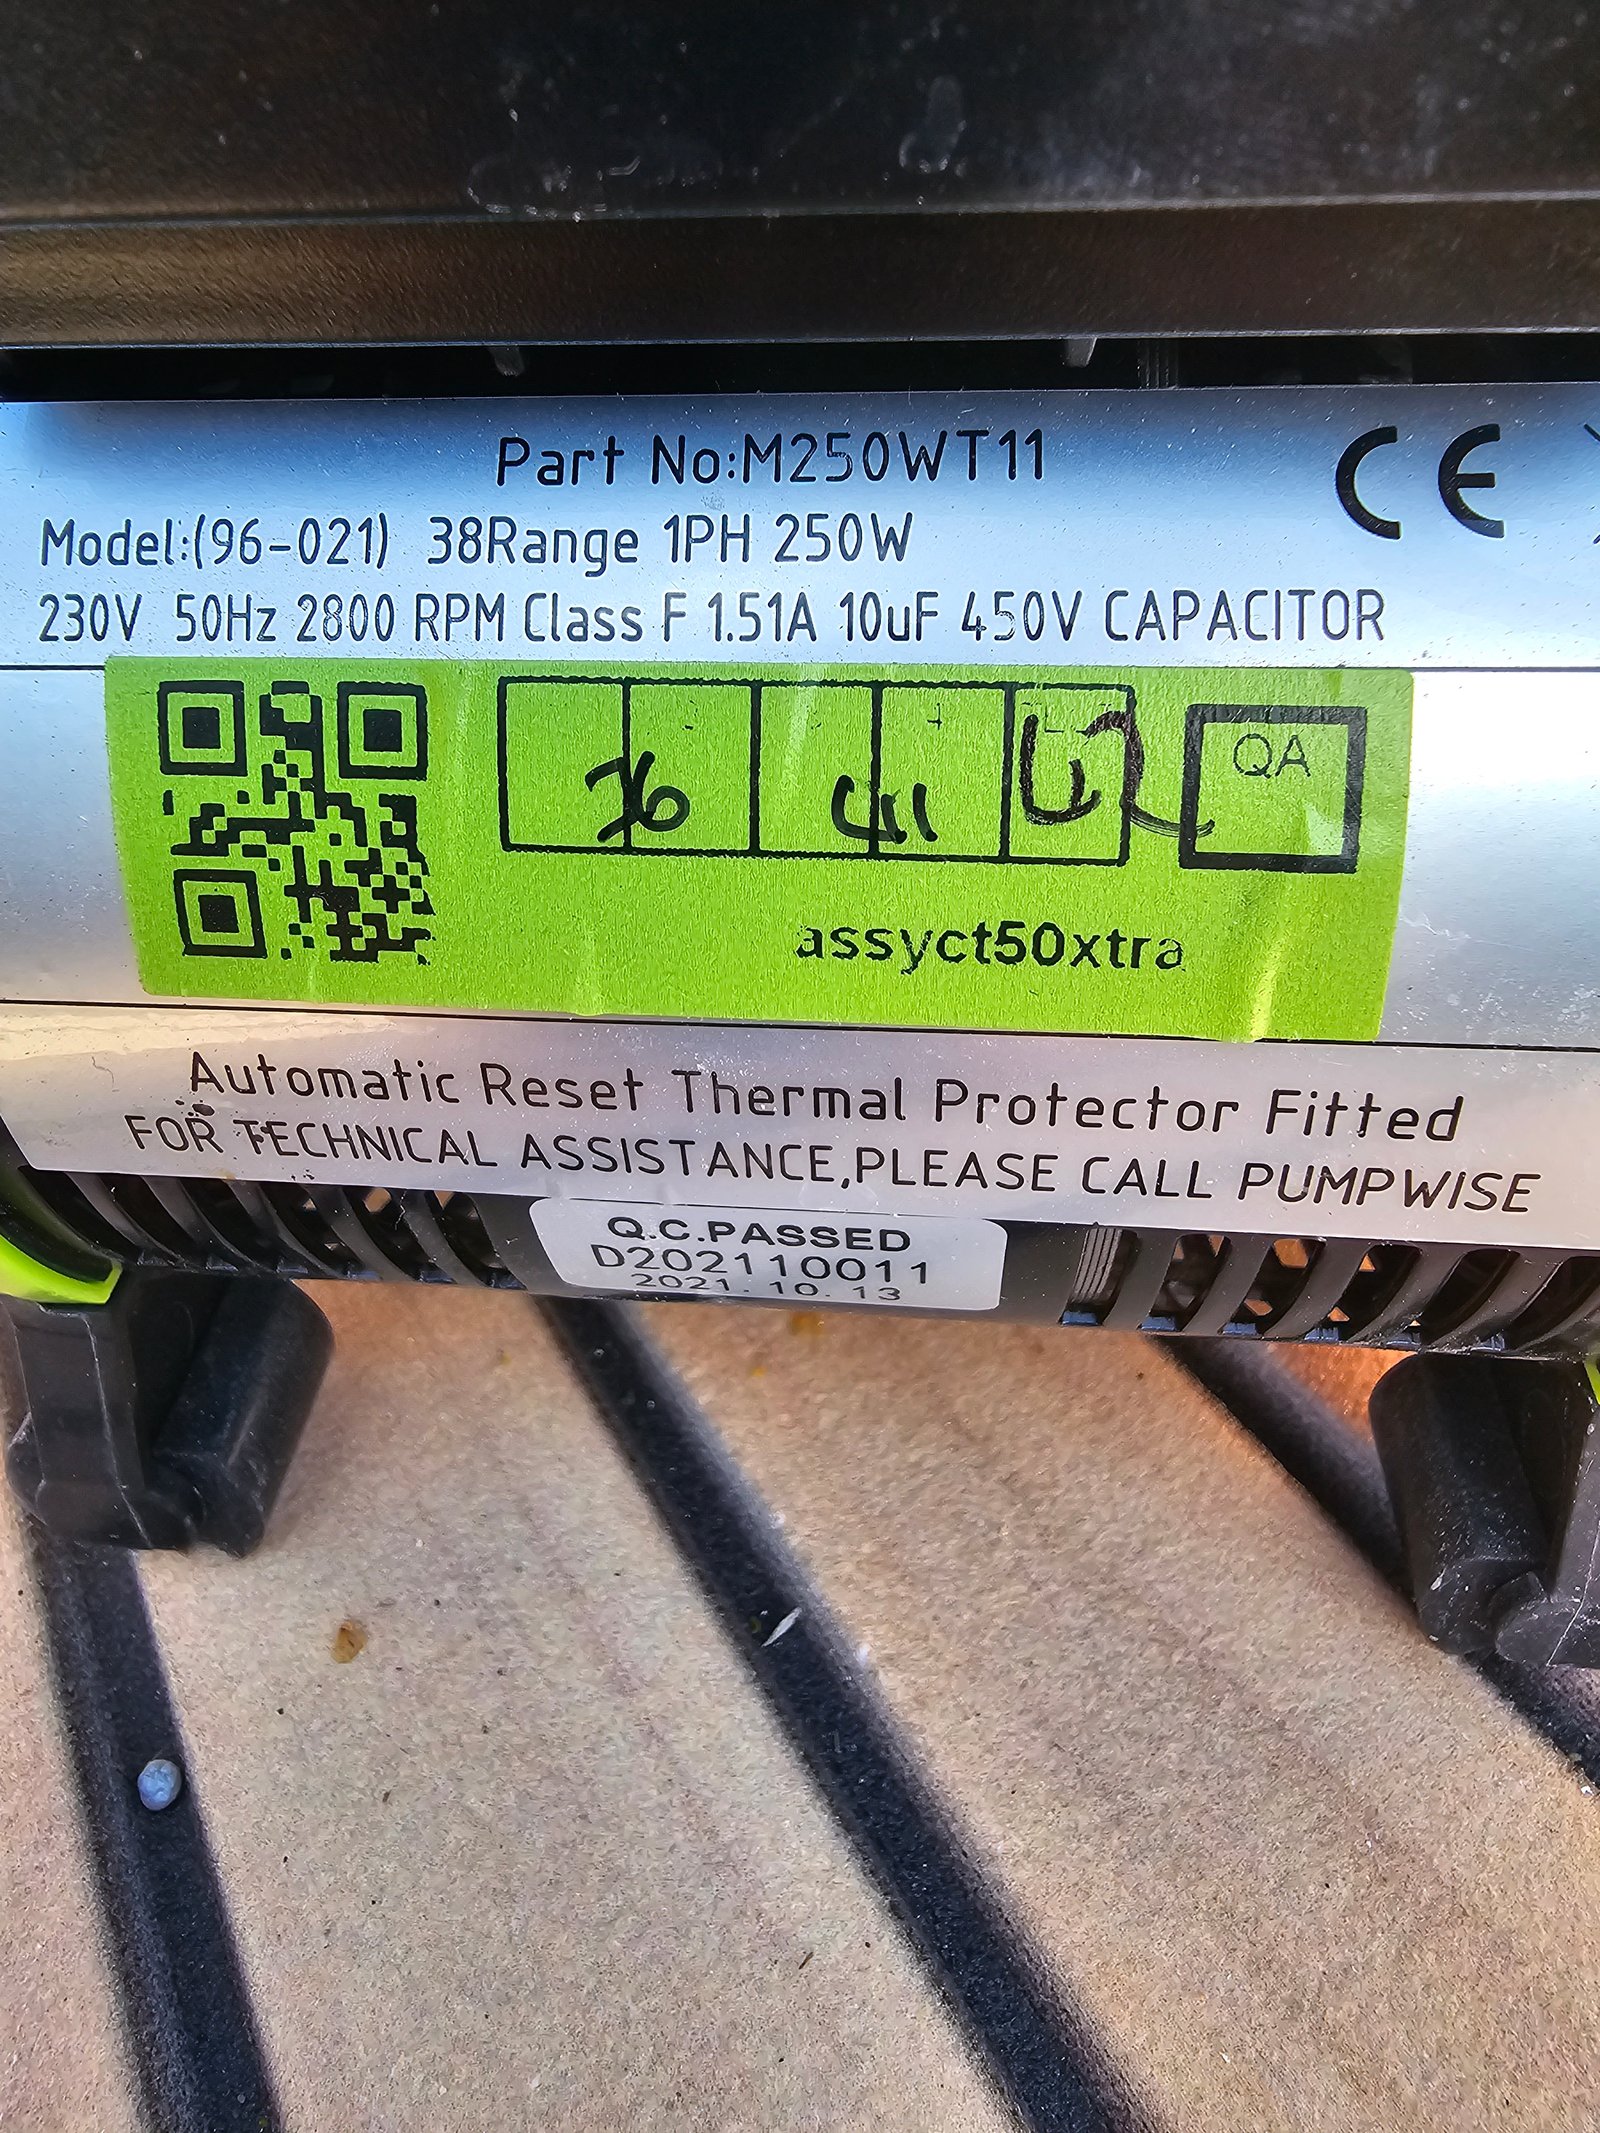 Part No:M250WT11
CE
Model:(96-021) 38Range 1PH 250W
230V 50Hz 2800 RPM Class F 1.51A 10uF 450V CAPACITOR
QA
assyct50xtra
Automatic Reset Thermal Protector Fitted
FOR TECHNICAL ASSISTANCE,PLEASE CALL PUMPWISE
Q.C.PASSED
D202110011
2021.10.13